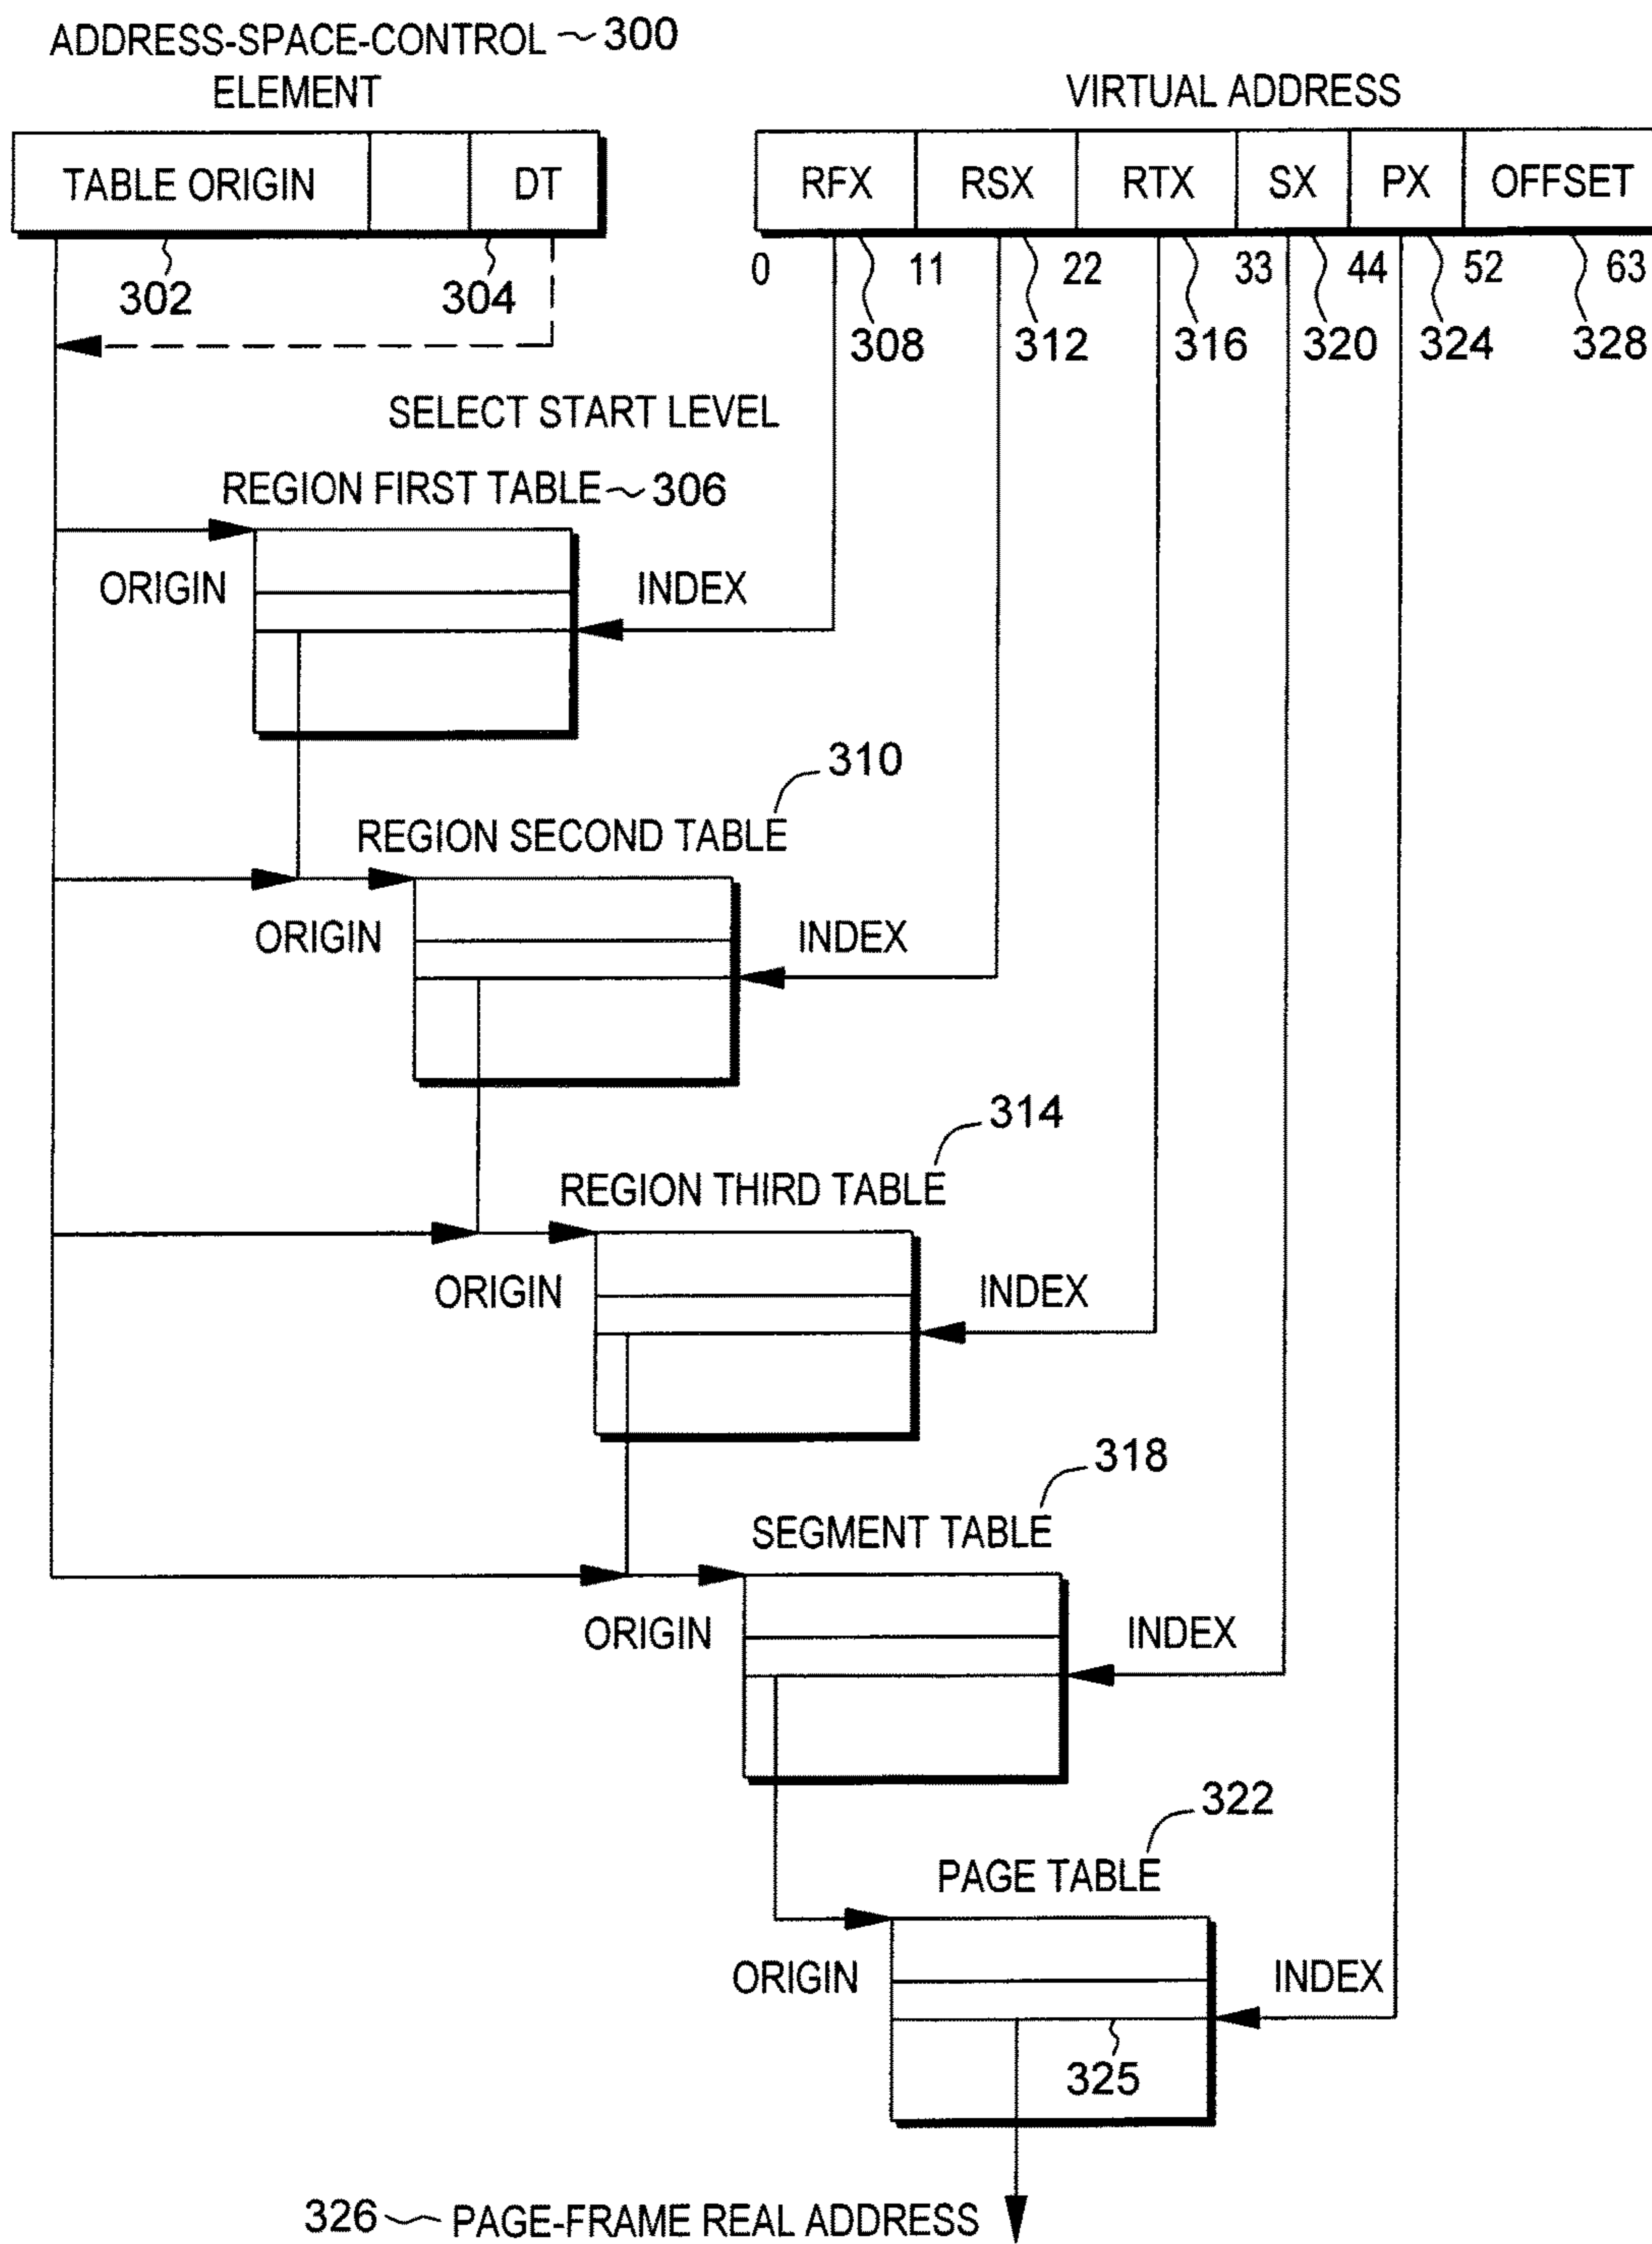 ADDRESS-SPACE-CONTROL ~300
ELEMENT
VIRTUAL ADDRESS
TABLE ORIGIN DT
RFX RSX RTX SX PX OFFSET
0 11 22 33 44 52 63
302 304
308 312 316 320 324 328
SELECT START LEVEL
REGION FIRST TABLE~306
ORIGIN INDEX
310
REGION SECOND TABLE
ORIGIN INDEX
314
REGION THIRD TABLE
ORIGIN INDEX
318
SEGMENT TABLE
ORIGIN INDEX
322
PAGE TABLE
ORIGIN INDEX
325
326~PAGE-FRAME REAL ADDRESS